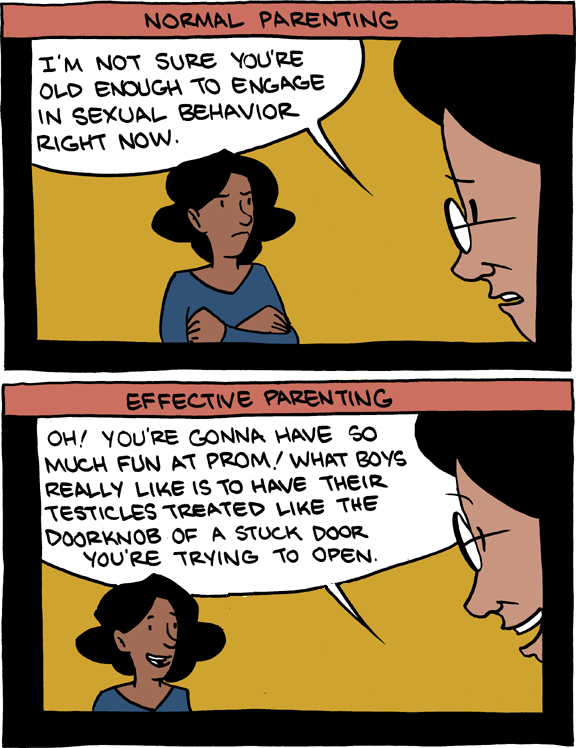 NORMAL PARENTING
I'M NOT SURE YOU'RE
OLD ENOUGH TO ENGAGE
IN SEXUAL BEHAVIOR
RIGHT NOW.
EFFECTIVE PARENTING
OH! YOU'RE GONNA HAVE SO
MUCH FUN AT PROM! WHAT BOYS
REALLY LIKE IS TO HAVE THEIR
TESTICLES TREATED LIKE THE
DOORKNOB OF A STUCK DOOR
YOU'RE TRYING TO OPEN.